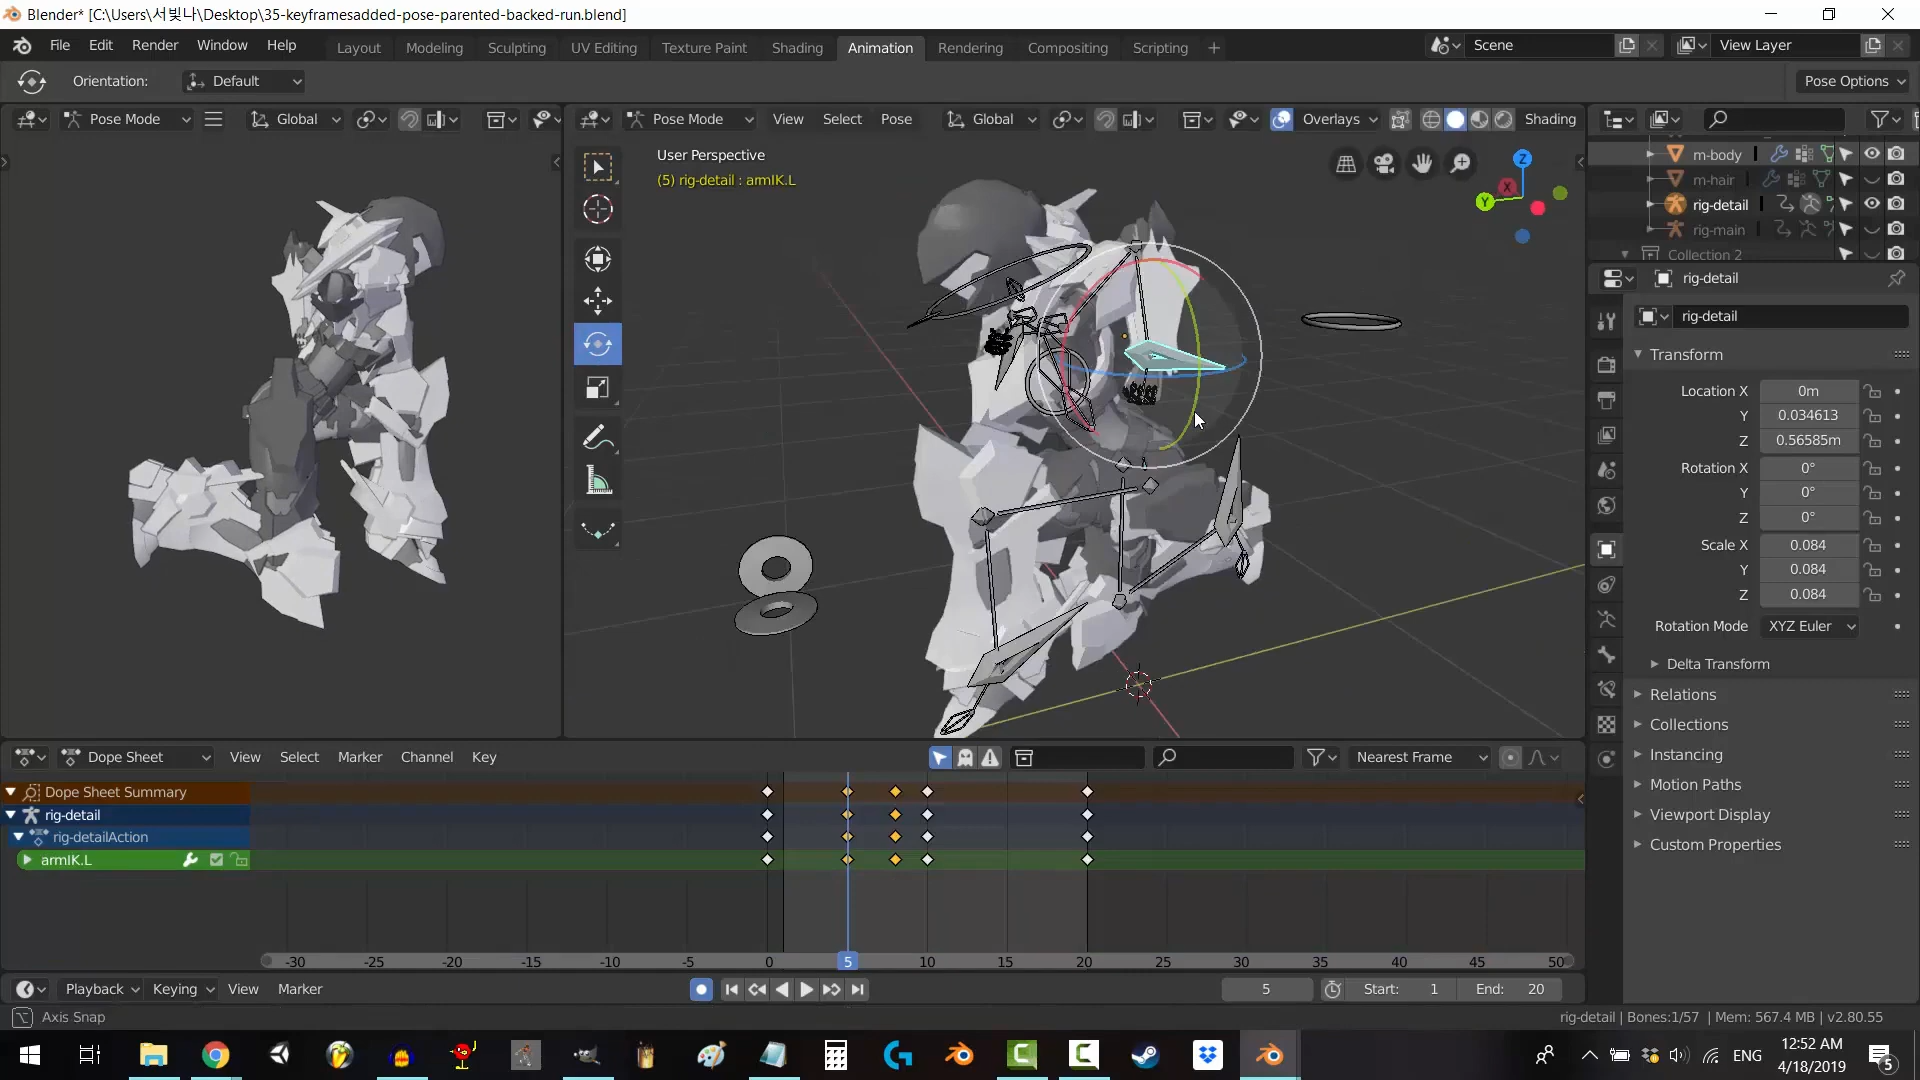 Blender* [C:\Users\서빛나\Desktop\35-keyframesadded-pose-parented-backed-run.blend]
File Edit Render Window Help Layout Modeling Sculpting UV Editing Texture Paint Shading Animation Rendering Compositing Scripting + Scene View Layer
Orientation: Default Pose Options
Pose Mode Global Pose Mode View Select Pose Global Overlays Shading
User Perspective
(5) rig-detail : armIK.L
Z
X
Y
m-body
m-hair
rig-detail
rig-main
Collection 2
rig-detail
rig-detail
Transform
Location X 0m
Y 0.034613
Z 0.56585m
Rotation X 0°
Y 0°
Z 0°
Scale X 0.084
Y 0.084
Z 0.084
Rotation Mode XYZ Euler
Delta Transform
Relations
Collections
Instancing
Motion Paths
Viewport Display
Custom Properties
Dope Sheet View Select Marker Channel Key Nearest Frame
Dope Sheet Summary
rig-detail
rig-detailAction
armIK.L
-30 -25 -20 -15 -10 -5 0 5 10 15 20 25 30 35 40 45 50
Playback Keying View Marker 5 Start: 1 End: 20
Axis Snap rig-detail | Bones:1/57 | Mem: 567.4 MB | v2.80.55
ENG 12:52 AM
4/18/2019
5